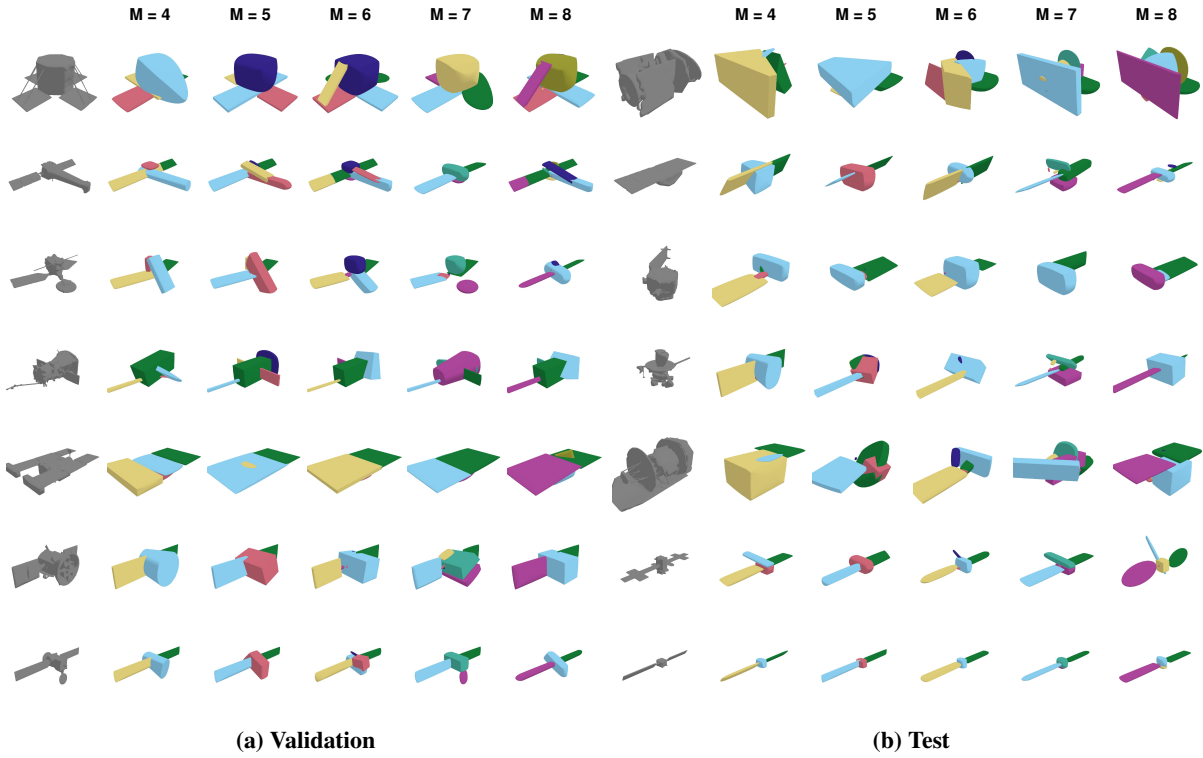 M = 4 M = 5 M = 6 M = 7 M = 8 M = 4 M = 5 M = 6 M = 7 M = 8
(a) Validation (b) Test